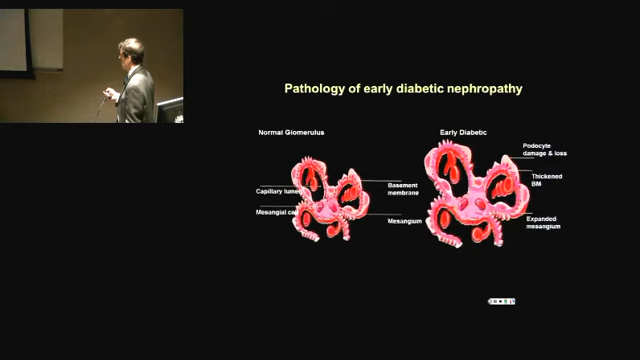 Pathology of early diabetic nephropathy
Normal Glomerulus
Early Diabetic
Podocyte
damage & loss
Capillary lumen
Basement
membrane
Thickened
BM
Mesangial
Mesangium
Expanded
mesangium